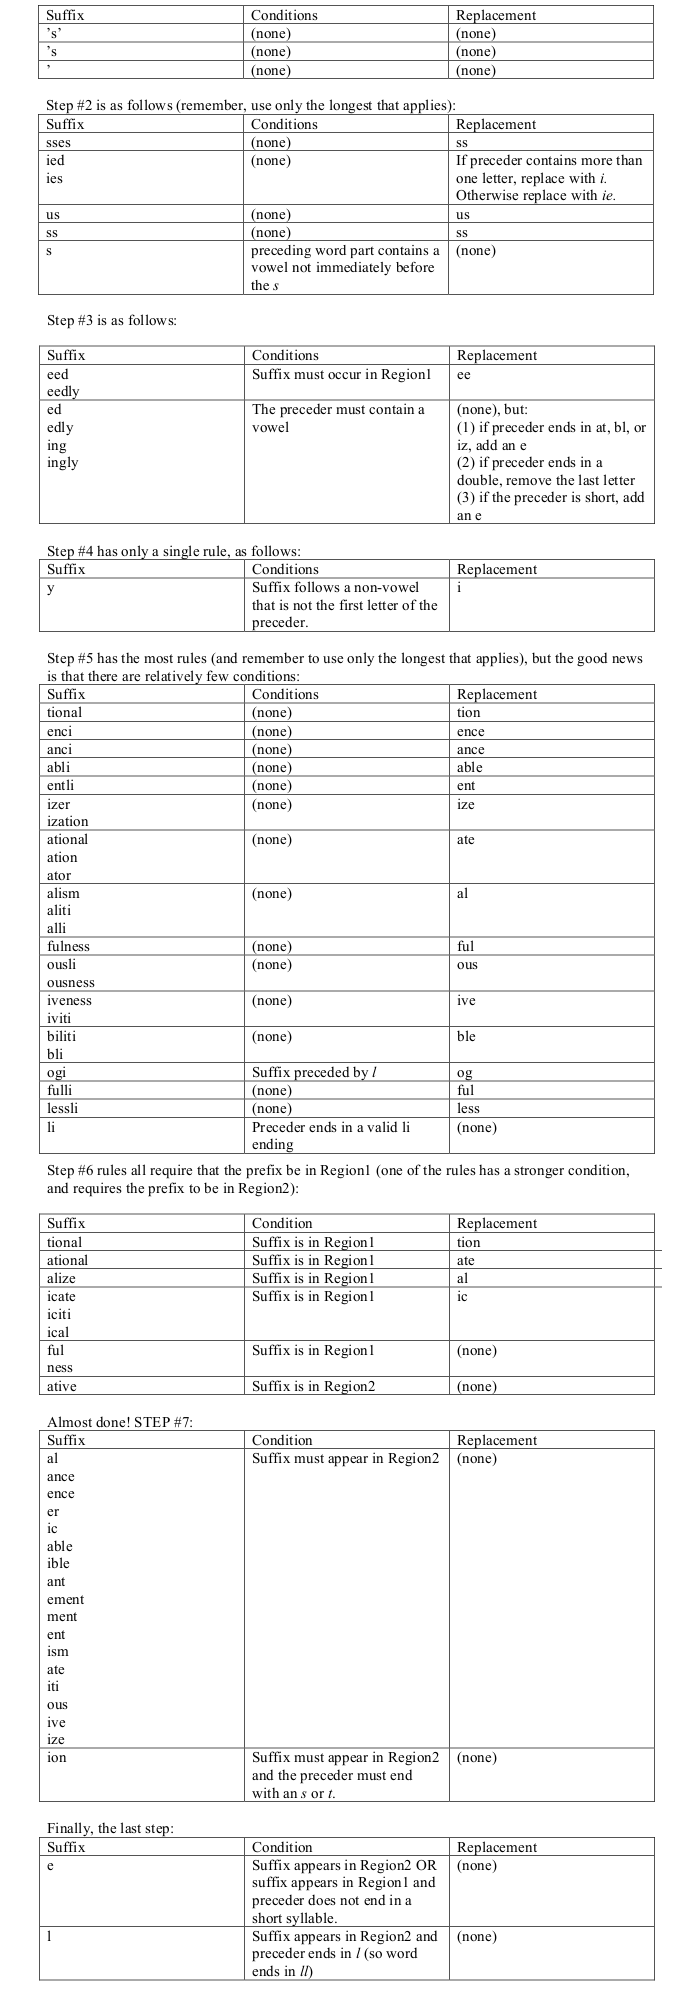 Suffix Conditions Replacement
’s’ (none) (none)
’s (none) (none)
’ (none) (none)
Step #2 is as follows (remember, use only the longest that applies):
Suffix Conditions Replacement
sses (none) ss
ied (none) If preceder contains more than
ies one letter, replace with i.
Otherwise replace with ie.
us (none) us
ss (none) ss
s preceding word part contains a (none)
vowel not immediately before
the s
Step #3 is as follows:
Suffix Conditions Replacement
eed Suffix must occur in Region1 ee
eedly
ed The preceder must contain a (none), but:
edly vowel (1) if preceder ends in at, bl, or
ing iz, add an e
ingly (2) if preceder ends in a
double, remove the last letter
(3) if the preceder is short, add
an e
Step #4 has only a single rule, as follows:
Suffix Conditions Replacement
y Suffix follows a non-vowel i
that is not the first letter of the
preceder.
Step #5 has the most rules (and remember to use only the longest that applies), but the good news
is that there are relatively few conditions:
Suffix Conditions Replacement
tional (none) tion
enci (none) ence
anci (none) ance
abli (none) able
entli (none) ent
izer (none) ize
ization
ational (none) ate
ation
ator
alism (none) al
aliti
alli
fulness (none) ful
ousli (none) ous
ousness
iveness (none) ive
iviti
biliti (none) ble
bli
ogi Suffix preceded by l og
fulli (none) ful
lessli (none) less
li Preceder ends in a valid li (none)
ending
Step #6 rules all require that the prefix be in Region1 (one of the rules has a stronger condition,
and requires the prefix to be in Region2):
Suffix Condition Replacement
tional Suffix is in Region1 tion
ational Suffix is in Region1 ate
alize Suffix is in Region1 al
icate Suffix is in Region1 ic
iciti
ical
ful Suffix is in Region1 (none)
ness
ative Suffix is in Region2 (none)
Almost done! STEP #7:
Suffix Condition Replacement
al Suffix must appear in Region2 (none)
ance
ence
er
ic
able
ible
ant
ement
ment
ent
ism
ate
iti
ous
ive
ize
ion Suffix must appear in Region2 (none)
and the preceder must end
with an s or t.
Finally, the last step:
Suffix Condition Replacement
e Suffix appears in Region2 OR (none)
suffix appears in Region1 and
preceder does not end in a
short syllable.
l Suffix appears in Region2 and (none)
preceder ends in l (so word
ends in ll)